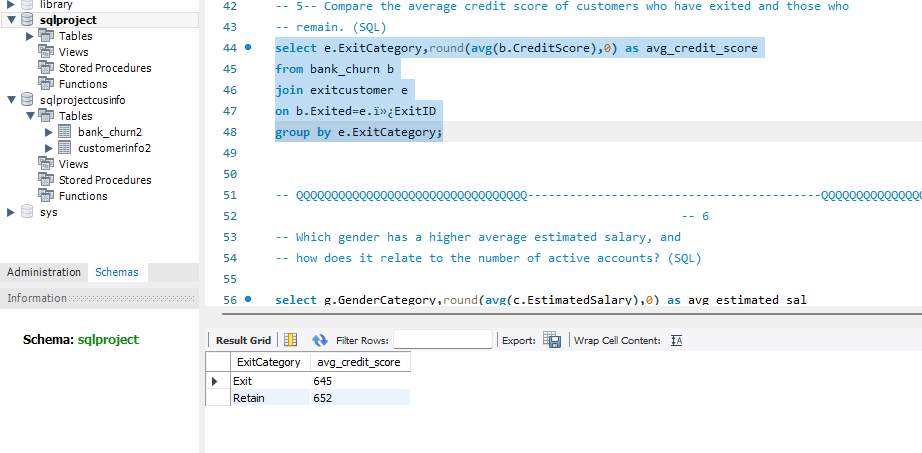 library
sqlproject
Tables
Views
Stored Procedures
Functions
sqlprojectcusinfo
Tables
bank_churn2
customerinfo2
Views
Stored Procedures
Functions
sys
Administration Schemas
Information
Schema: sqlproject
42 -- 5-- Compare the average credit score of customers who have exited and those who
43 -- remain. (SQL)
44 select e.ExitCategory,round(avg(b.CreditScore),0) as avg_credit_score
45 from bank_churn b
46 join exitcustomer e
47 on b.Exited=e.ï»¿ExitID
48 group by e.ExitCategory;
49
50
51 -- QQQQQQQQQQQQQQQQQQQQQQQQQQQQQQQQQ------------------------------------------QQQQQQQQQQQQQQQ
52 -- 6
53 -- Which gender has a higher average estimated salary, and
54 -- how does it relate to the number of active accounts? (SQL)
55
56 select g.GenderCategory,round(avg(c.EstimatedSalary),0) as avg_estimated_sal
Result Grid Filter Rows: Export: Wrap Cell Content:
ExitCategory avg_credit_score
Exit 645
Retain 652